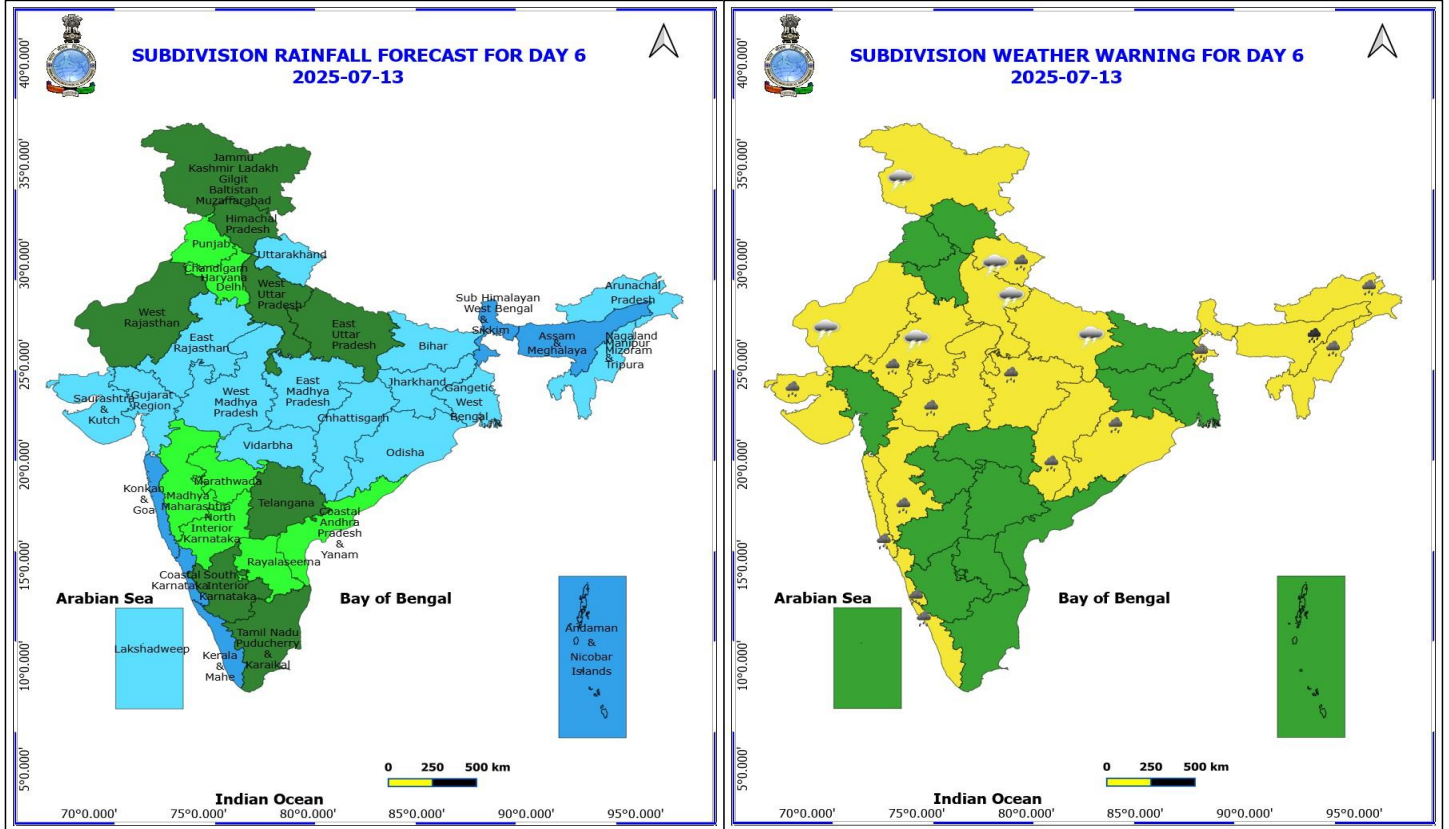 SUBDIVISION RAINFALL FORECAST FOR DAY 6
2025-07-13
40°0.000'
35°0.000'
30°0.000'
25°0.000'
20°0.000'
15°0.000'
10°0.000'
5°0.000'
Jammu
Kashmir Ladakh
Gilgit
Baltistan
Muzaffarabad
Himachal
Pradesh
Punjab
Uttarakhand
Chandigarh
Haryana
Delhi
West
Uttar
Pradesh
West
Rajasthan
East
Rajasthan
East
Uttar
Pradesh
Sub Himalayan
West Bengal
&
Sikkim
Arunachal
Pradesh
Assam
&
Meghalaya
Nagaland
Manipur
Mizoram
&
Tripura
Bihar
Jharkhand
Gangetic
West
Bengal
Saurashtra
&
Kutch
Gujarat
Region
West
Madhya
Pradesh
East
Madhya
Pradesh
Chhattisgarh
Vidarbha
Odisha
Konkan
&
Goa
Marathwada
Madhya
Maharashtra
Telangana
North
Interior
Karnataka
Coastal
Andhra
Pradesh
&
Yanam
Rayalaseema
Coastal
Karnataka
South
Interior
Karnataka
Tamil Nadu
Puducherry
&
Karaikal
Kerala
&
Mahe
Arabian Sea
Bay of Bengal
Lakshadweep
Andaman
&
Nicobar
Islands
0 250 500 km
Indian Ocean
70°0.000' 75°0.000' 80°0.000' 85°0.000' 90°0.000' 95°0.000'
SUBDIVISION WEATHER WARNING FOR DAY 6
2025-07-13
40°0.000'
35°0.000'
30°0.000'
25°0.000'
20°0.000'
15°0.000'
10°0.000'
5°0.000'
Arabian Sea
Bay of Bengal
0 250 500 km
Indian Ocean
70°0.000' 75°0.000' 80°0.000' 85°0.000' 90°0.000' 95°0.000'